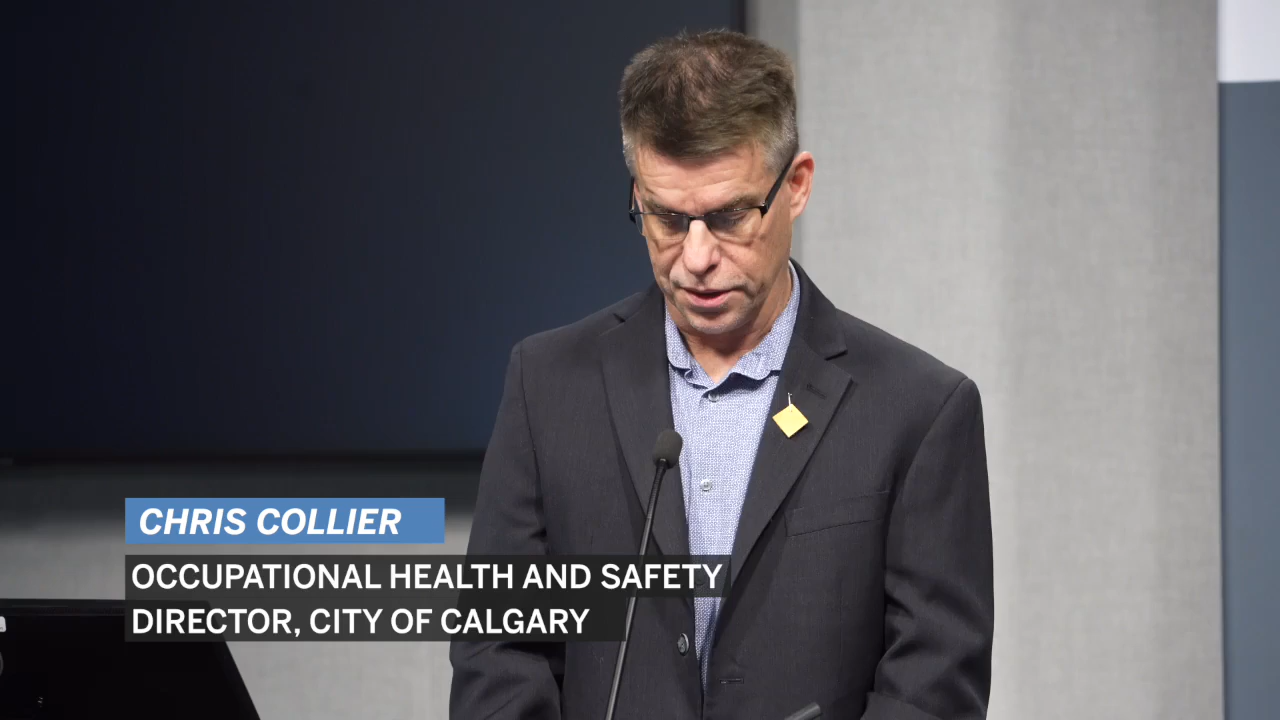 CHRIS COLLIER
OCCUPATIONAL HEALTH AND SAFETY
DIRECTOR, CITY OF CALGARY